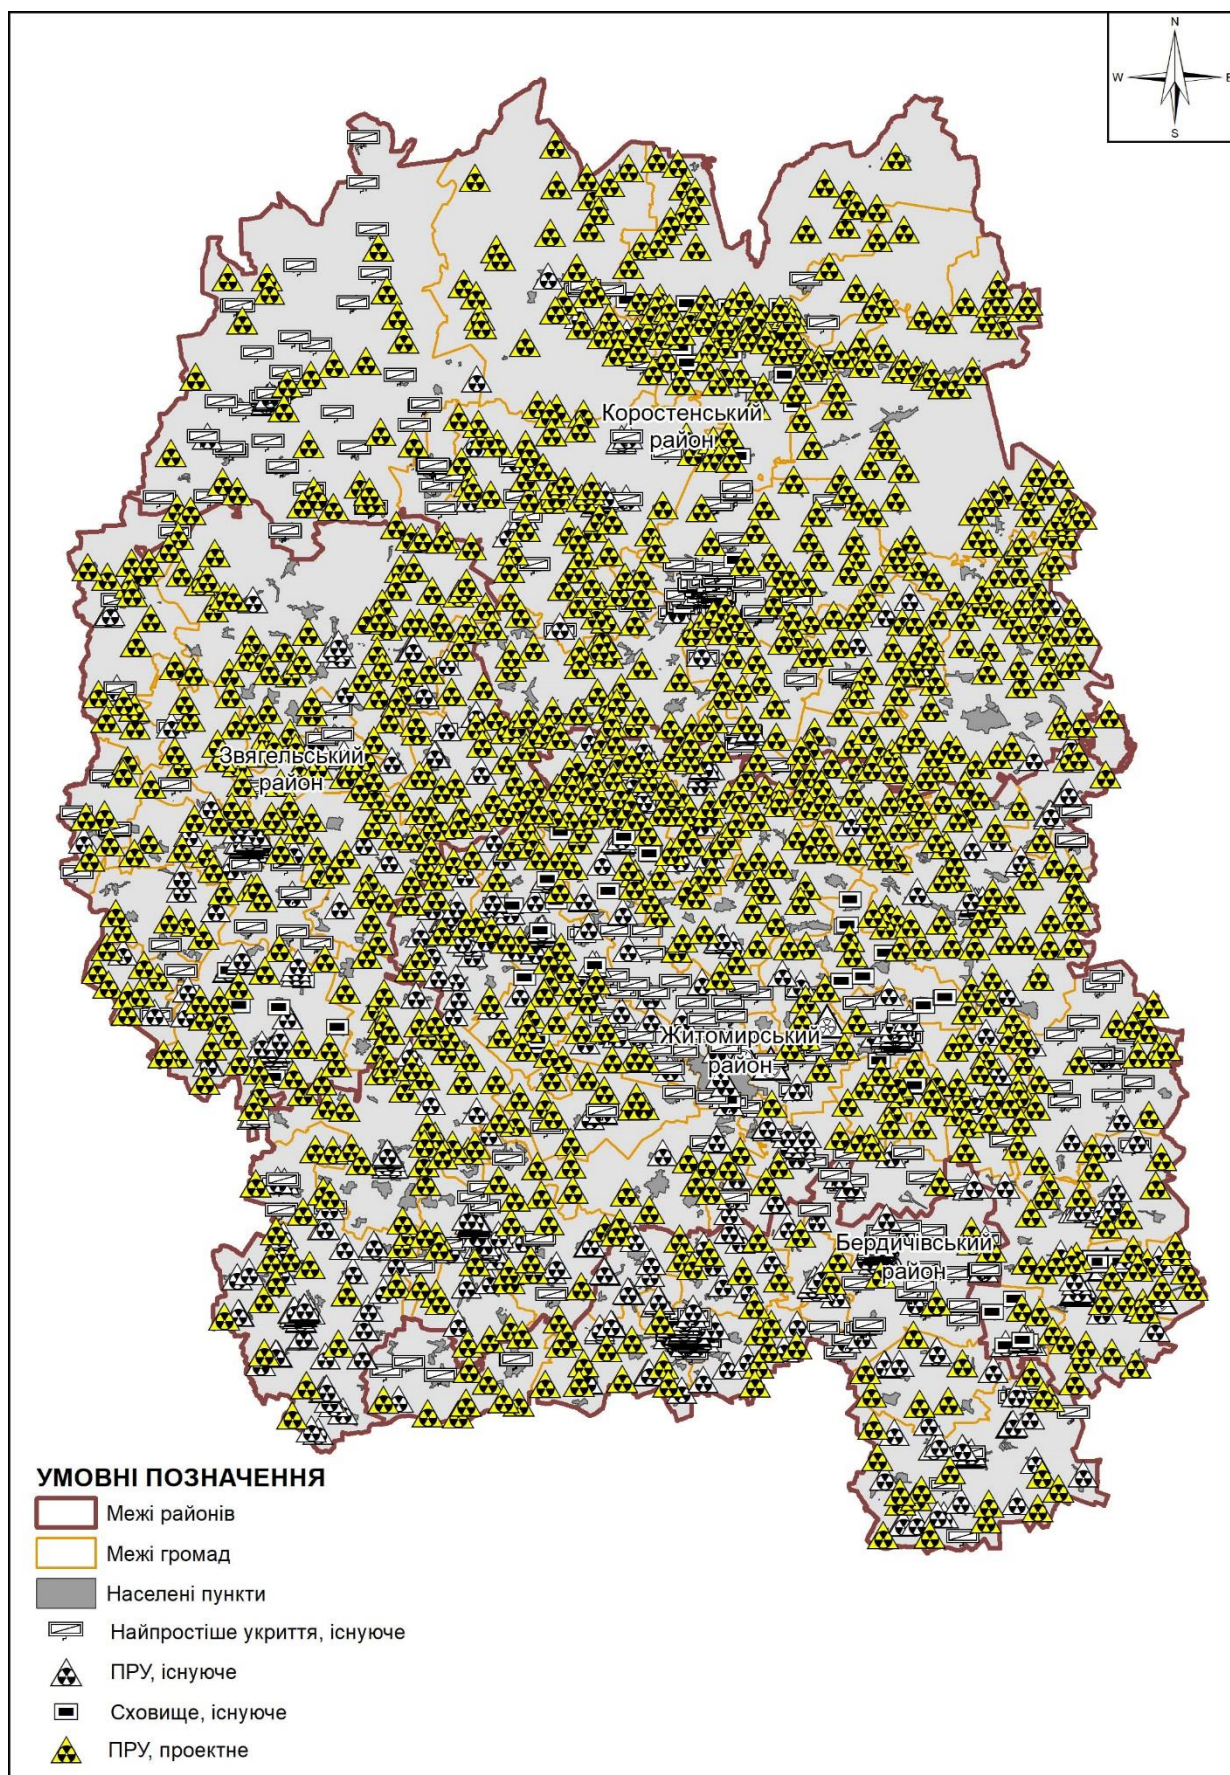 N
W
E
S
Коростенський
район
Звягельський
район
Житомирський
район
Бердичівський
район
УМОВНІ ПОЗНАЧЕННЯ
Межі районів
Межі громад
Населені пункти
Найпростіше укриття, існуюче
ПРУ, існуюче
Сховище, існуюче
ПРУ, проектне